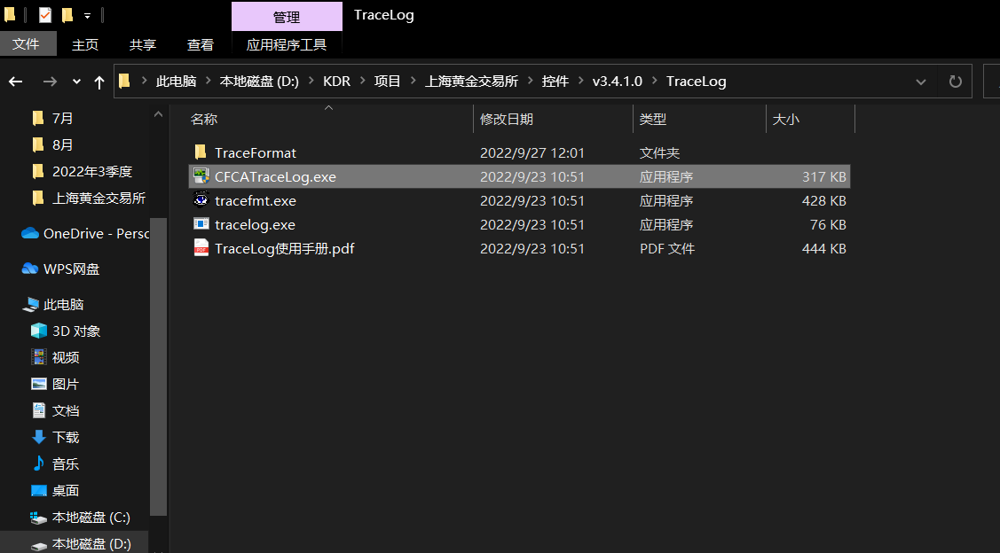 管理
TraceLog
文件
主页
共享
查看
应用程序工具
此电脑
本地磁盘 (D:)
KDR
项目
上海黄金交易所
控件
v3.4.1.0
TraceLog
7月
8月
2022年3季度
上海黄金交易所
OneDrive - Perso
WPS网盘
此电脑
3D 对象
视频
图片
文档
下载
音乐
桌面
本地磁盘 (C:)
本地磁盘 (D:)
名称 修改日期 类型 大小
TraceFormat 2022/9/27 12:01 文件夹
CFCATraceLog.exe 2022/9/23 10:51 应用程序 317 KB
tracefmt.exe 2022/9/23 10:51 应用程序 428 KB
tracelog.exe 2022/9/23 10:51 应用程序 76 KB
TraceLog使用手册.pdf 2022/9/23 10:51 PDF 文件 444 KB